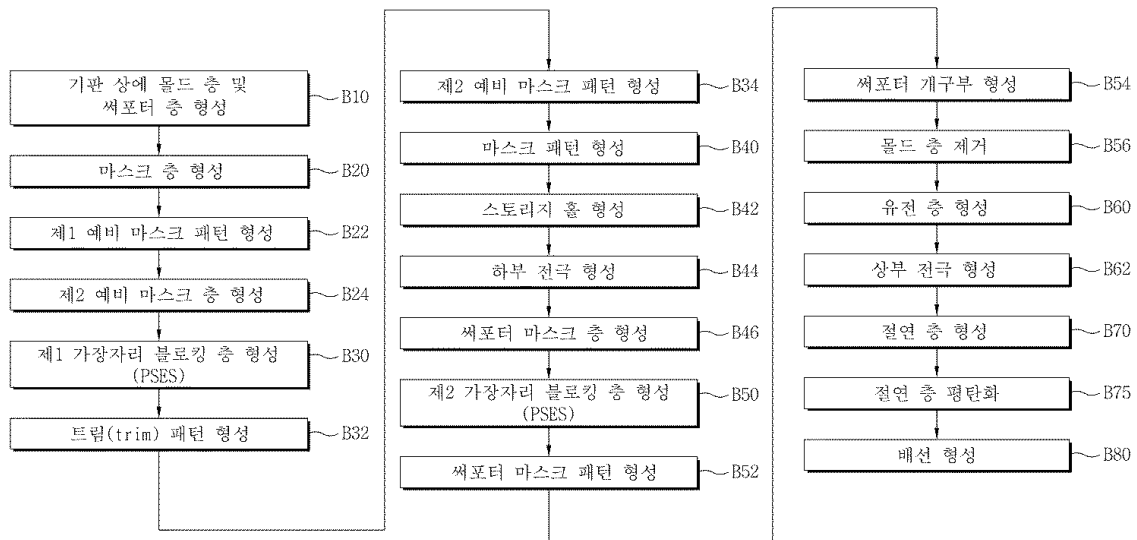 기판 상에 몰드 층 및
써포터 층 형성
B10
마스크 층 형성
B20
제1 예비 마스크 패턴 형성
B22
제2 예비 마스크 층 형성
B24
제1 가장자리 블로킹 층 형성
(PSES)
B30
트림(trim) 패턴 형성
B32
제2 예비 마스크 패턴 형성
B34
마스크 패턴 형성
B40
스토리지 홀 형성
B42
하부 전극 형성
B44
써포터 마스크 층 형성
B46
제2 가장자리 블로킹 층 형성
(PSES)
B50
써포터 마스크 패턴 형성
B52
써포터 개구부 형성
B54
몰드 층 제거
B56
유전 층 형성
B60
상부 전극 형성
B62
절연 층 형성
B70
절연 층 평탄화
B75
배선 형성
B80